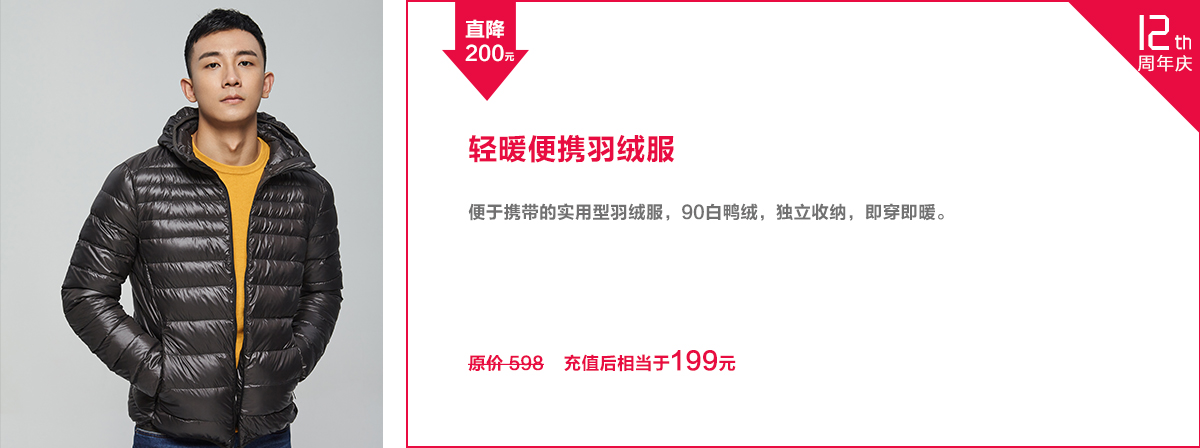 直降
200元
12th
周年庆
轻暖便携羽绒服
便于携带的实用型羽绒服，90白鸭绒，独立收纳，即穿即暖。
原价 598 充值后相当于199元